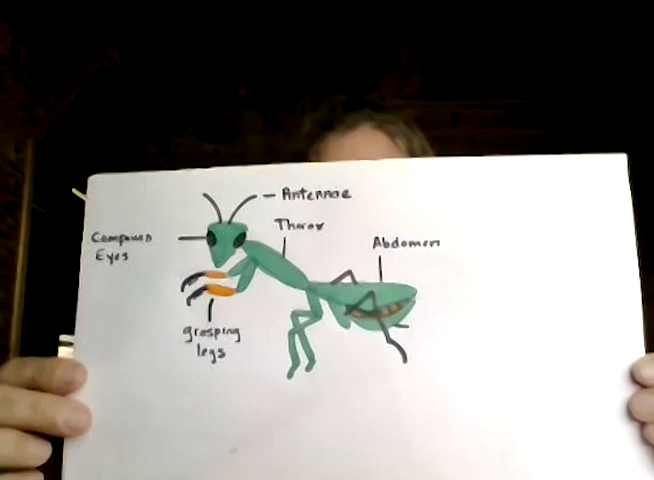 Antennae
Thorax
Compound
Eyes
Abdomen
grasping
legs